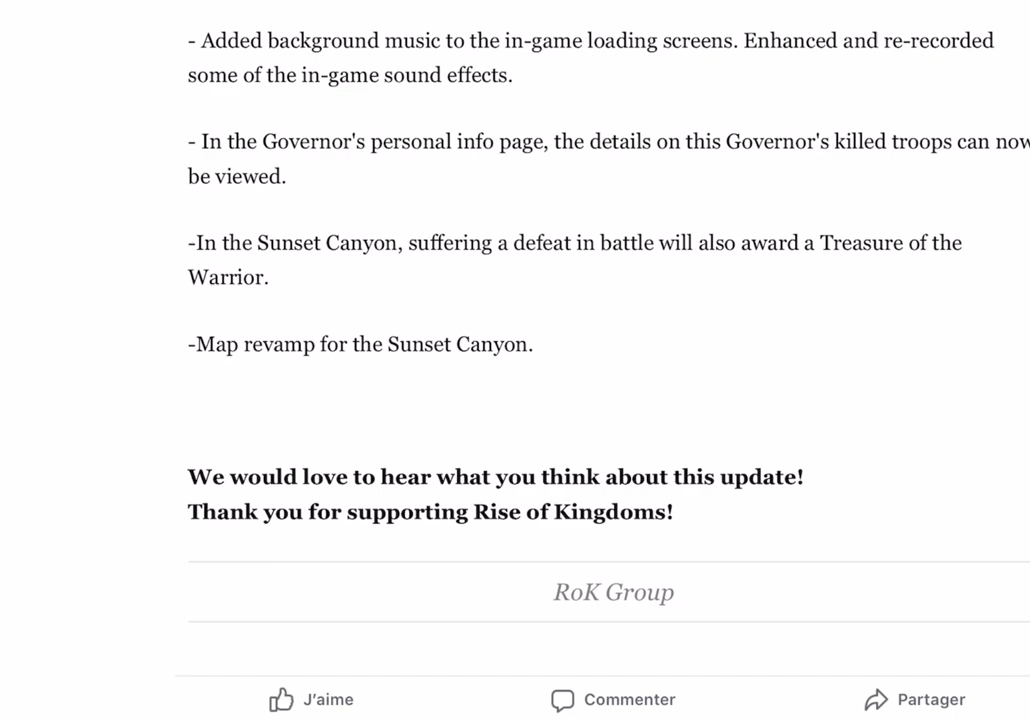 - Added background music to the in-game loading screens. Enhanced and re-recorded
some of the in-game sound effects.
- In the Governor's personal info page, the details on this Governor's killed troops can now
be viewed.
-In the Sunset Canyon, suffering a defeat in battle will also award a Treasure of the
Warrior.
-Map revamp for the Sunset Canyon.
We would love to hear what you think about this update!
Thank you for supporting Rise of Kingdoms!
RoK Group
J'aime
Commenter
Partager